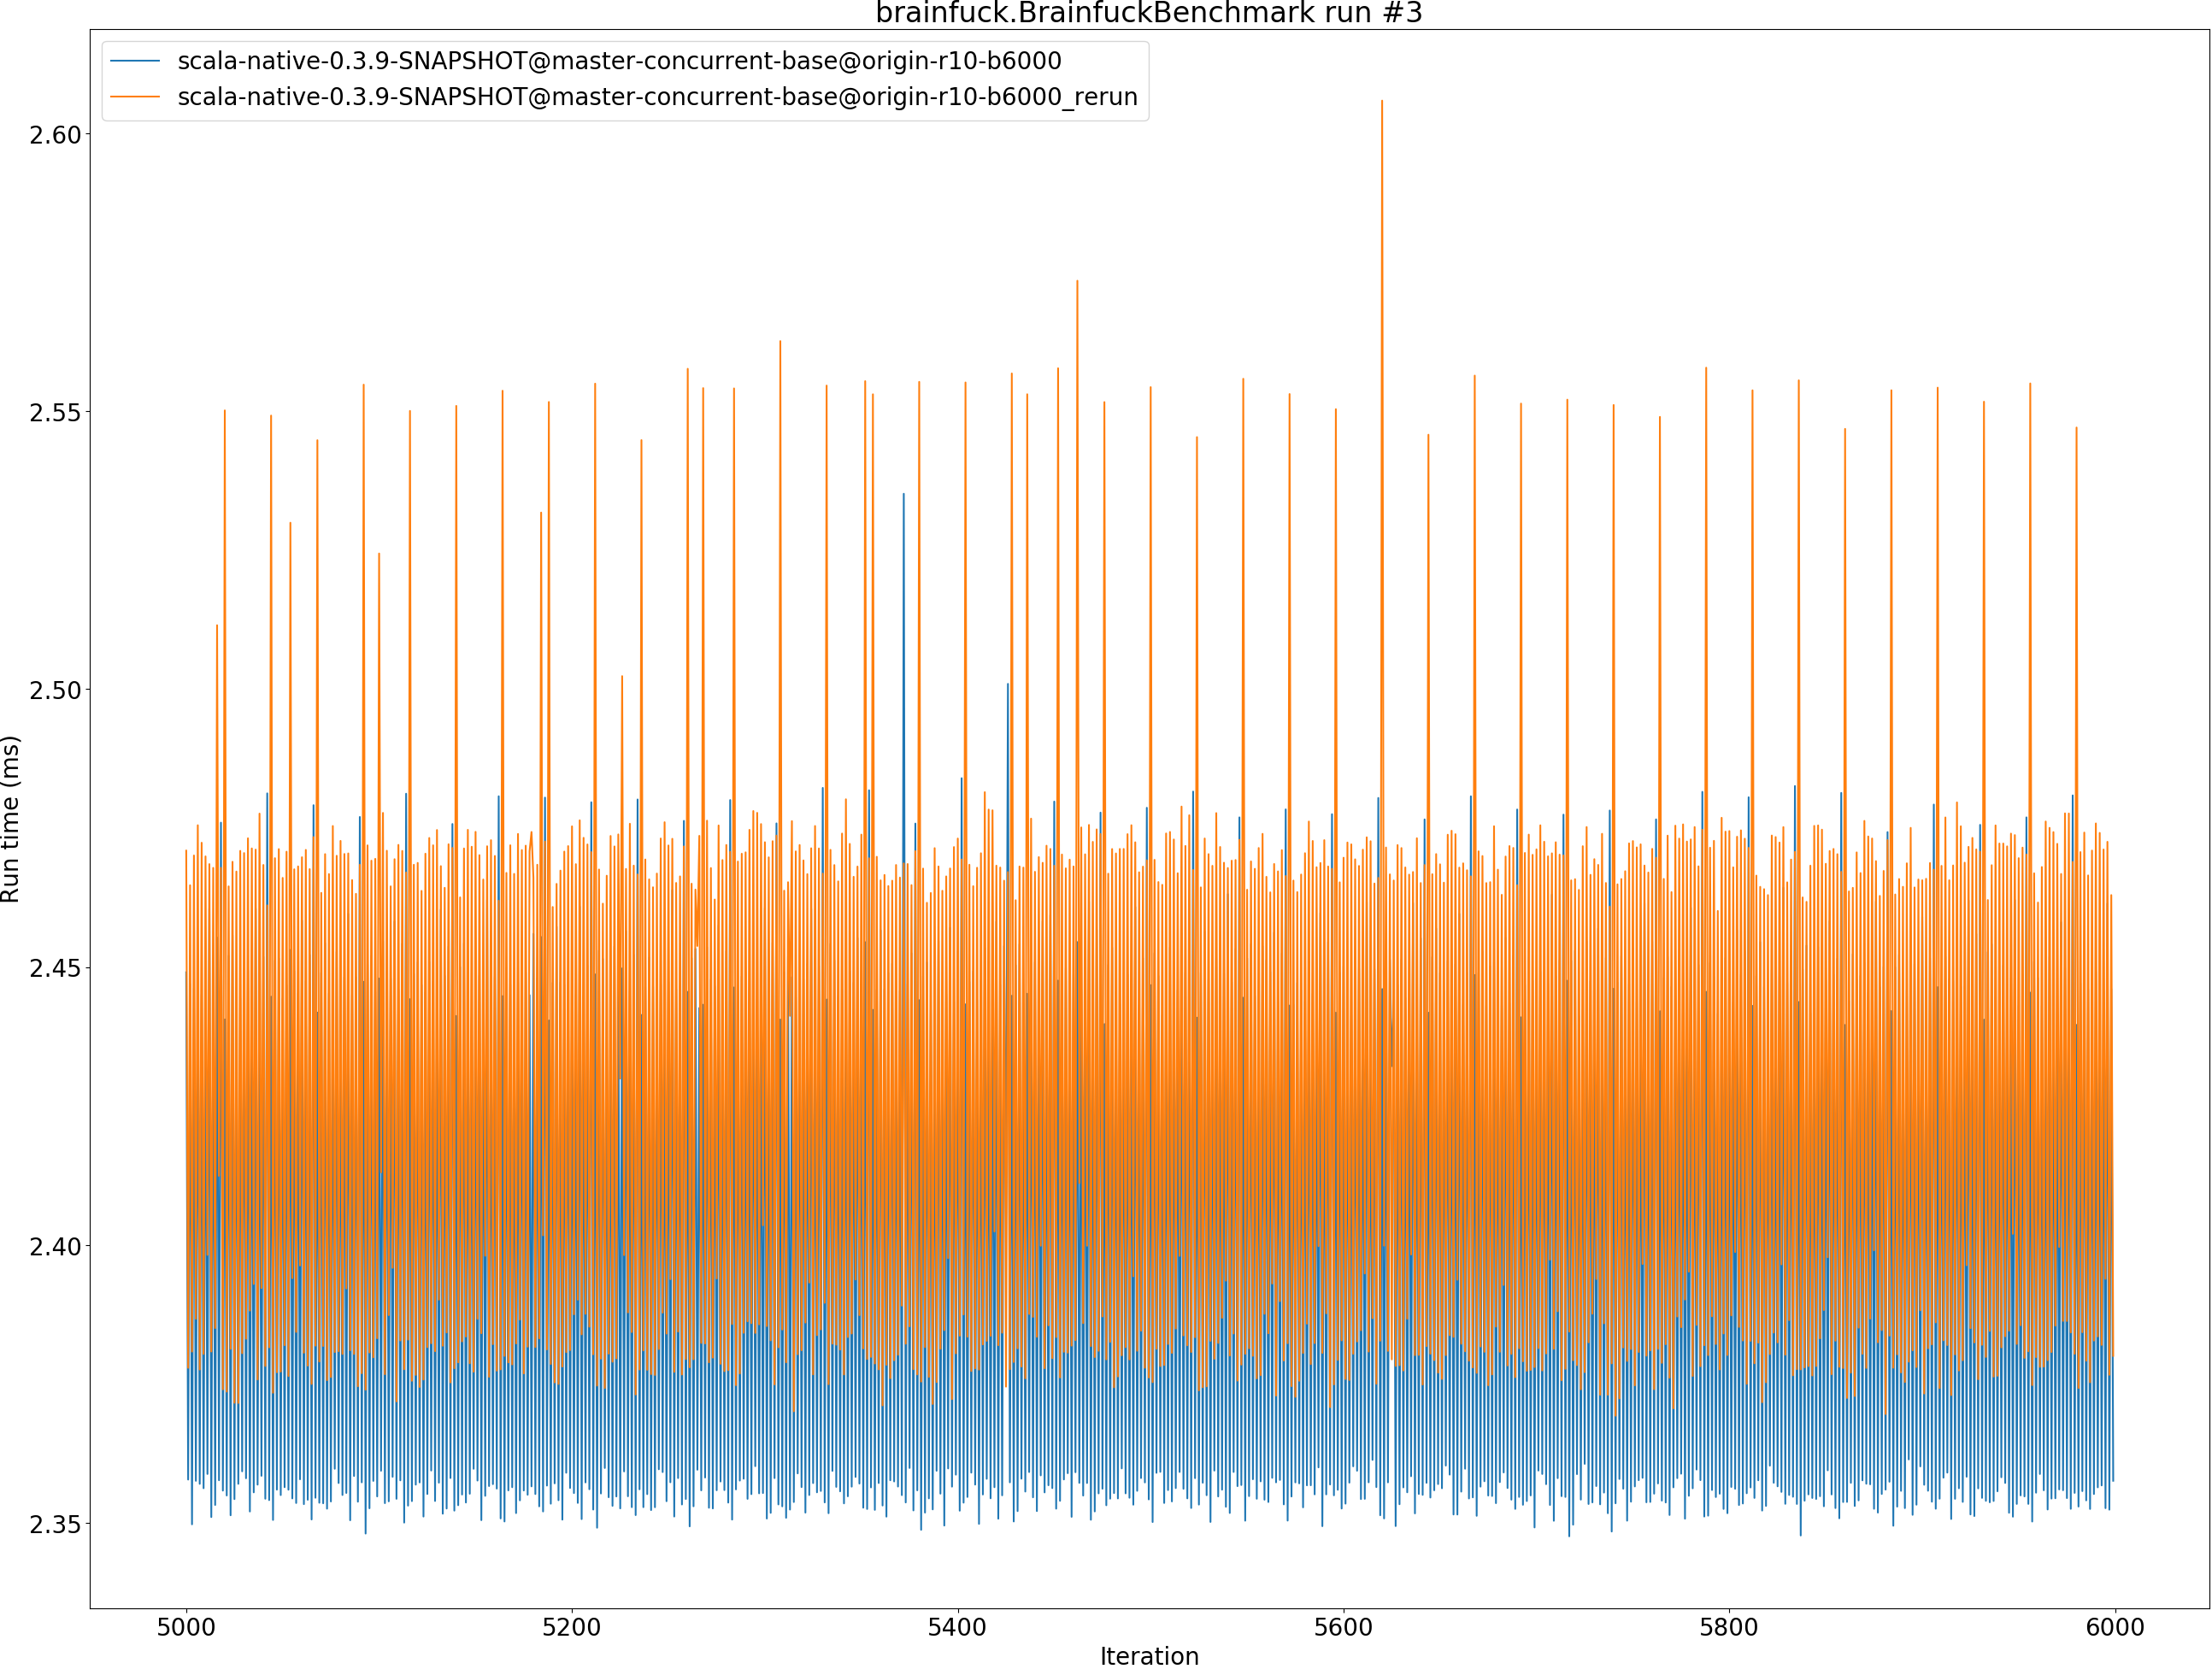 brainfuck.BrainfuckBenchmark run #3
scala-native-0.3.9-SNAPSHOT@master-concurrent-base@origin-r10-b6000
scala-native-0.3.9-SNAPSHOT@master-concurrent-base@origin-r10-b6000_rerun
2.60
2.55
2.50
2.45
2.40
2.35
Run time (ms)
5000 5200 5400 5600 5800 6000
Iteration